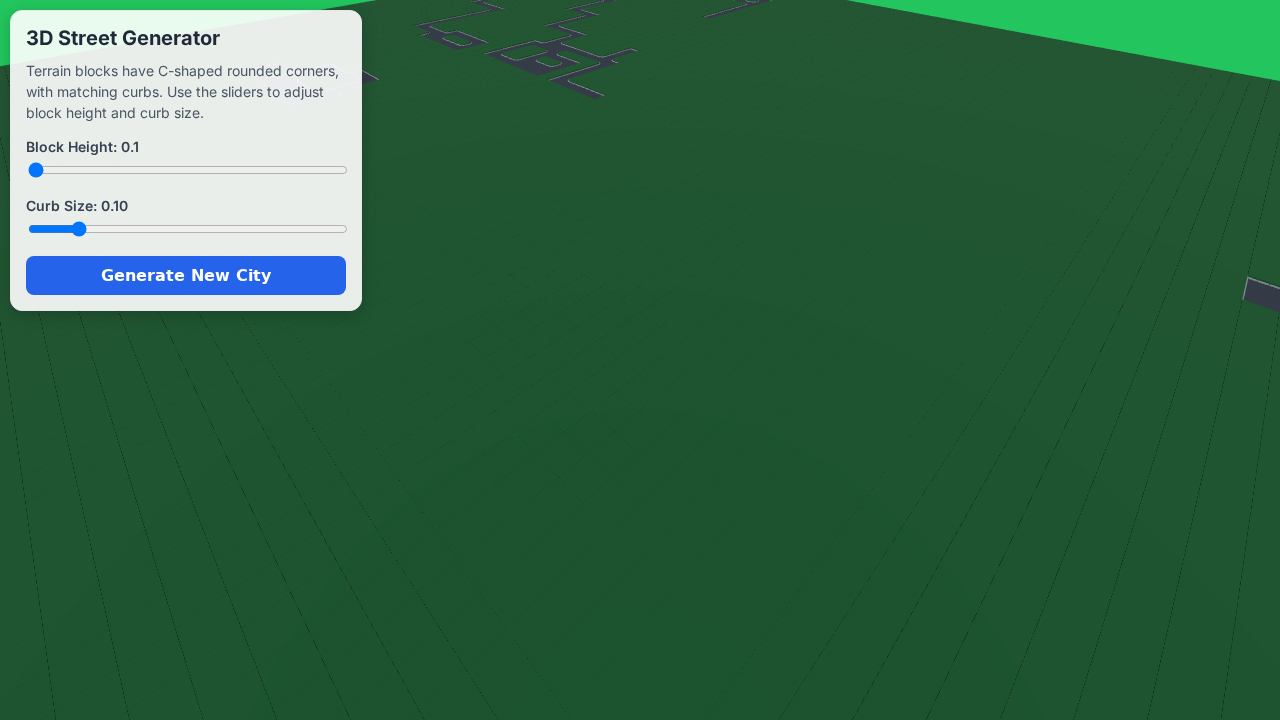 3D Street Generator
Terrain blocks have C-shaped rounded corners,
with matching curbs. Use the sliders to adjust
block height and curb size.
Block Height: 0.1
Curb Size: 0.10
Generate New City